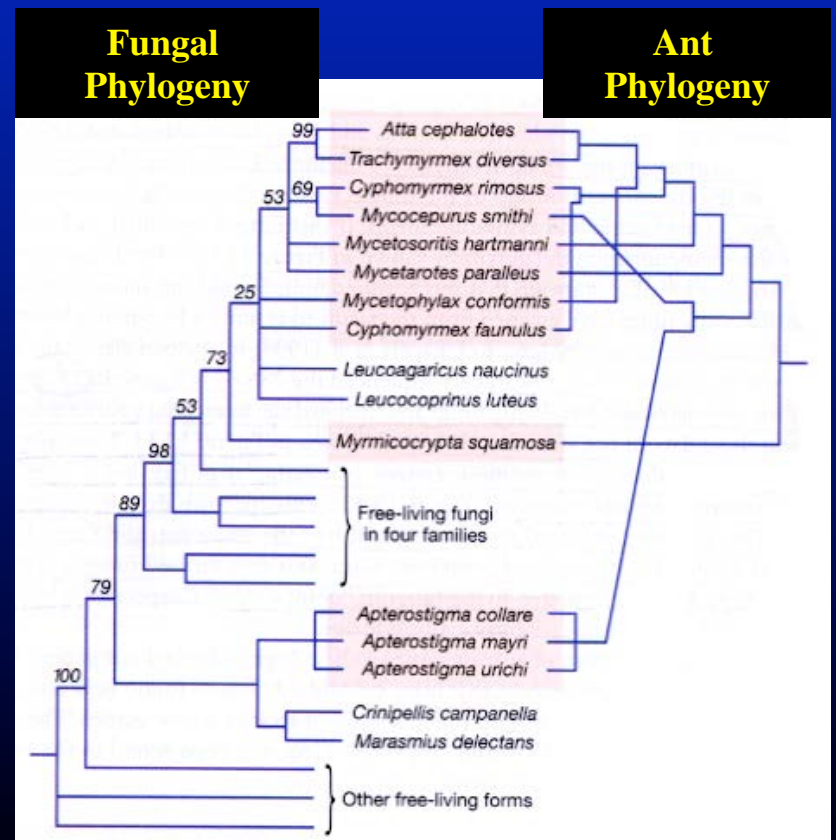 Fungal
Phylogeny
Ant
Phylogeny
99
Atta cephalotes
Trachymyrmex diversus
53
69
Cyphomyrmex rimosus
Mycocepurus smithi
Mycetosoritis hartmanni
Mycetarotes paralleus
25
Mycetophylax conformis
Cyphomyrmex faunulus
73
Leucoagaricus naucinus
Leucocoprinus luteus
53
Myrmicocrypta squamosa
98
89
Free-living fungi
in four families
79
Apterostigma collare
Apterostigma mayri
Apterostigma urichi
100
Crinipellis campanella
Marasmius delectans
Other free-living forms